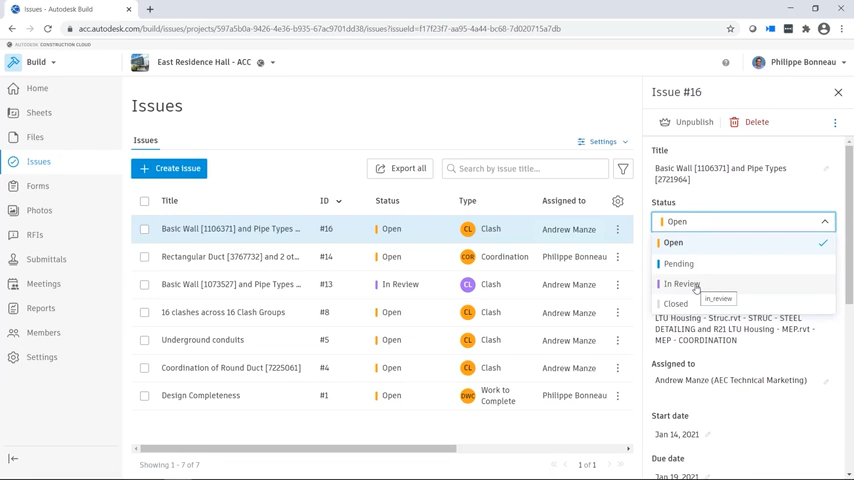 Issues - Autodesk Build
acc.autodesk.com/build/issues/projects/597a5b0a-9426-4e36-b935-67ac9701dd38/issues?issueId=f17f23f7-aa95-4a44-bc68-7d020715a7db
AUTODESK CONSTRUCTION CLOUD
Build
East Residence Hall - ACC
Philippe Bonneau
Home
Sheets
Files
Issues
Forms
Photos
RFIs
Submittals
Meetings
Reports
Members
Settings
Issues
Issues
Settings
Create Issue
Export all
Search by issue title...
Title ID Status Type Assigned to
Basic Wall [1106371] and Pipe Types ... #16 Open CL Clash Andrew Manze
Rectangular Duct [3767732] and 2 ot... #14 Open COR Coordination Philippe Bonneau
Basic Wall [1073527] and Pipe Types ... #13 In Review CL Clash Andrew Manze
16 clashes across 16 Clash Groups #8 Open CL Clash Andrew Manze
Underground conduits #5 Open CL Clash Andrew Manze
Coordination of Round Duct [7225061] #4 Open CL Clash Andrew Manze
Design Completeness #1 Open DWC Work to Complete Philippe Bonneau
Showing 1 - 7 of 7
1 of 1
Issue #16
Unpublish
Delete
Title
Basic Wall [1106371] and Pipe Types
[2721964]
Status
Open
Open
Pending
In Review
in_review
Closed
LTU Housing - Struc.rvt - STRUC - STEEL
DETAILING and R21 LTU Housing - MEP.rvt -
MEP - COORDINATION
Assigned to
Andrew Manze (AEC Technical Marketing)
Start date
Jan 14, 2021
Due date
Jan 19, 2021